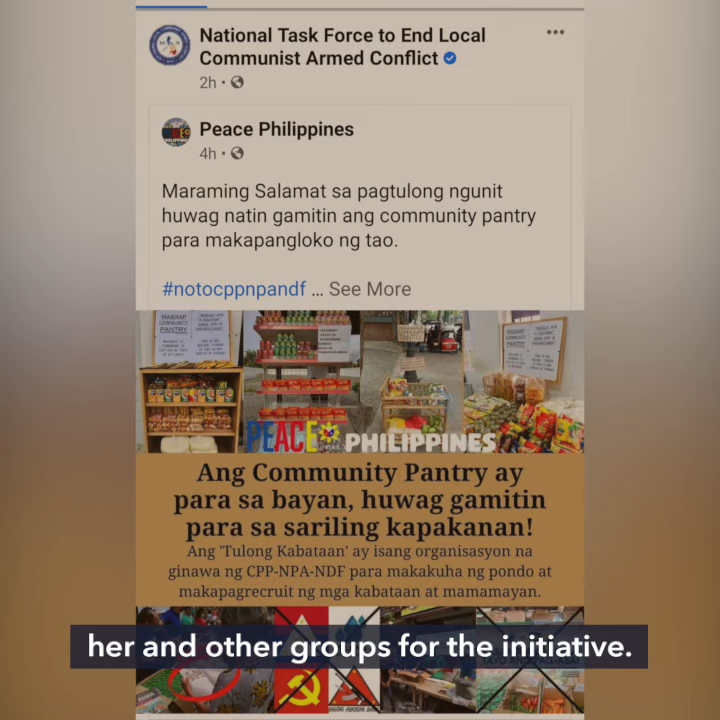 National Task Force to End Local
Communist Armed Conflict
2h
Peace Philippines
4h
Maraming Salamat sa pagtulong ngunit
huwag natin gamitin ang community pantry
para makapangloko ng tao.
#notocppnpandf ... See More
MAGINHAWA
COMMUNITY
PANTRY
PEACE PHILIPPINES
Ang Community Pantry ay
para sa bayan, huwag gamitin
para sa sariling kapakanan!
Ang 'Tulong Kabataan' ay isang organisasyon na
ginawa ng CPP-NPA-NDF para makakuha ng pondo at
makapagrecruit ng mga kabataan at mamamayan.
her and other groups for the initiative.